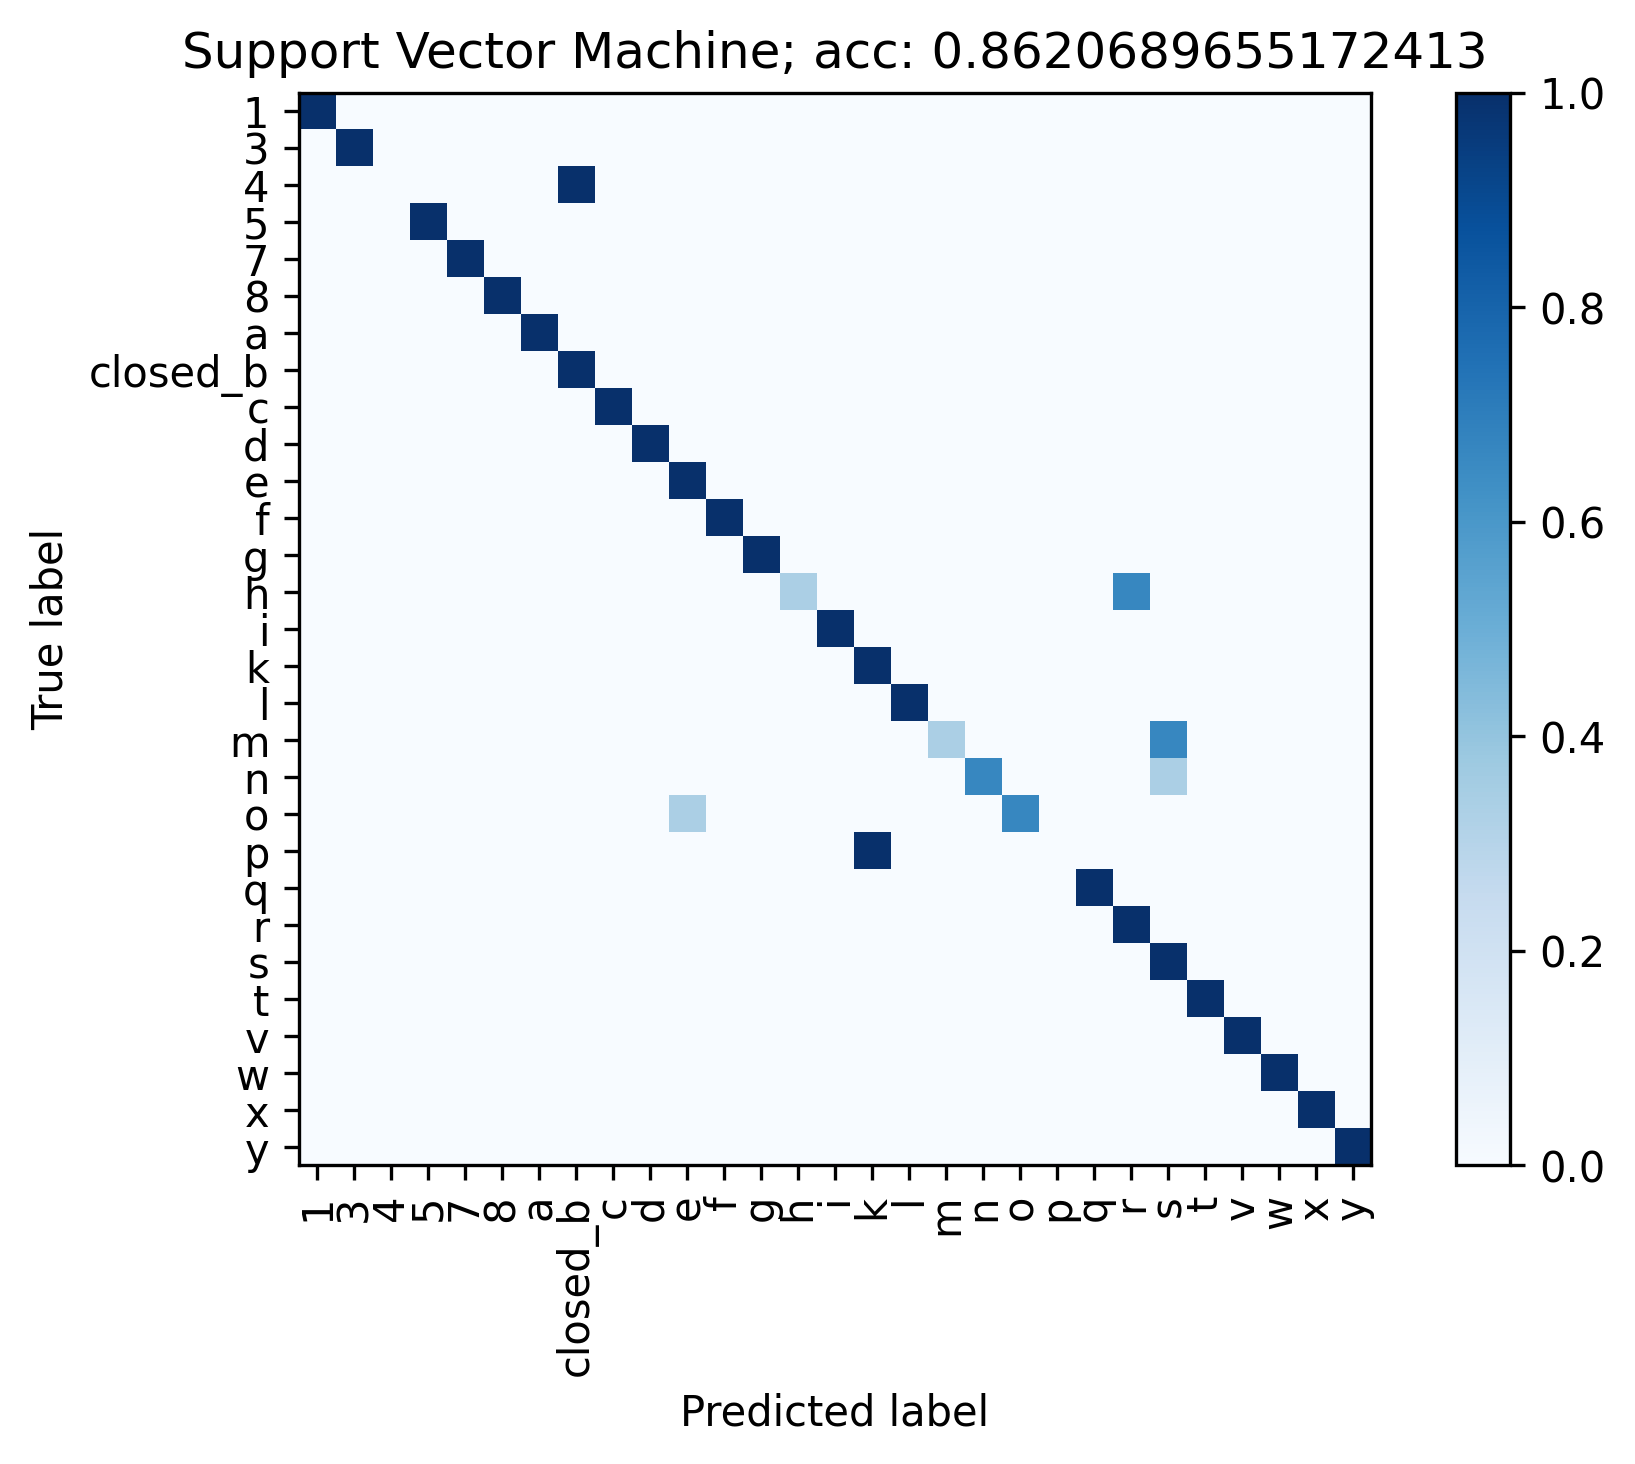 Support Vector Machine; acc: 0.8620689655172413
1
3
4
5
7
8
a
closed_b
c
d
e
f
g
h
i
k
l
m
n
o
p
q
r
s
t
v
w
x
y
True label
1 3 4 5 7 8 a closed_b c d e f g h i k l m n o p q r s t v w x y
Predicted label
1.0
0.8
0.6
0.4
0.2
0.0